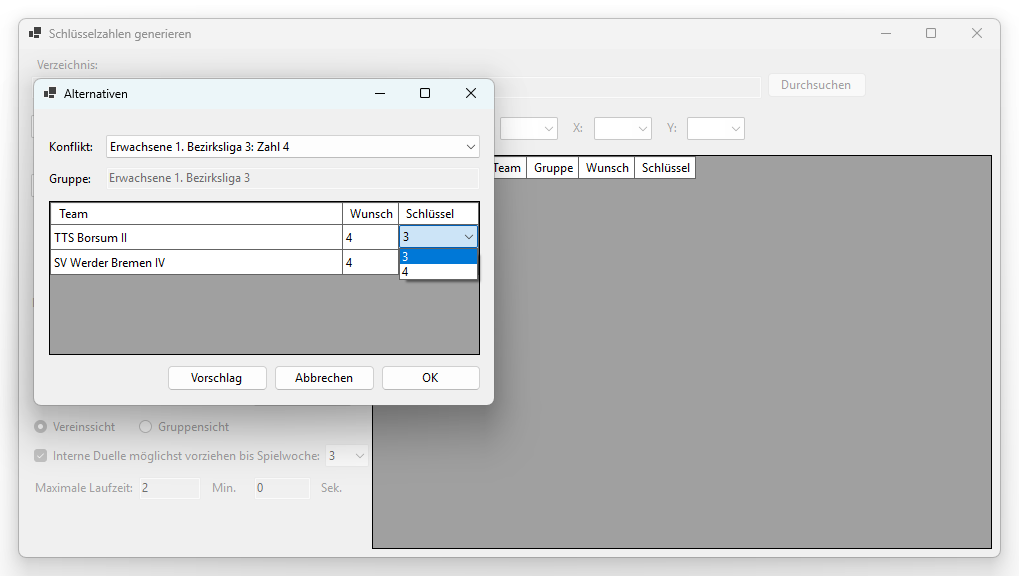 Schlüsselzahlen generieren
Verzeichnis:
Durchsuchen
X:
Y:
Team Gruppe Wunsch Schlüssel
Alternativen
Konflikt: Erwachsene 1. Bezirksliga 3: Zahl 4
Gruppe: Erwachsene 1. Bezirksliga 3
Team Wunsch Schlüssel
TTS Borsum II 4 3
3
SV Werder Bremen IV 4
4
Vorschlag Abbrechen OK
Vereinssicht Gruppensicht
Interne Duelle möglichst vorziehen bis Spielwoche: 3
Maximale Laufzeit: 2 Min. 0 Sek.